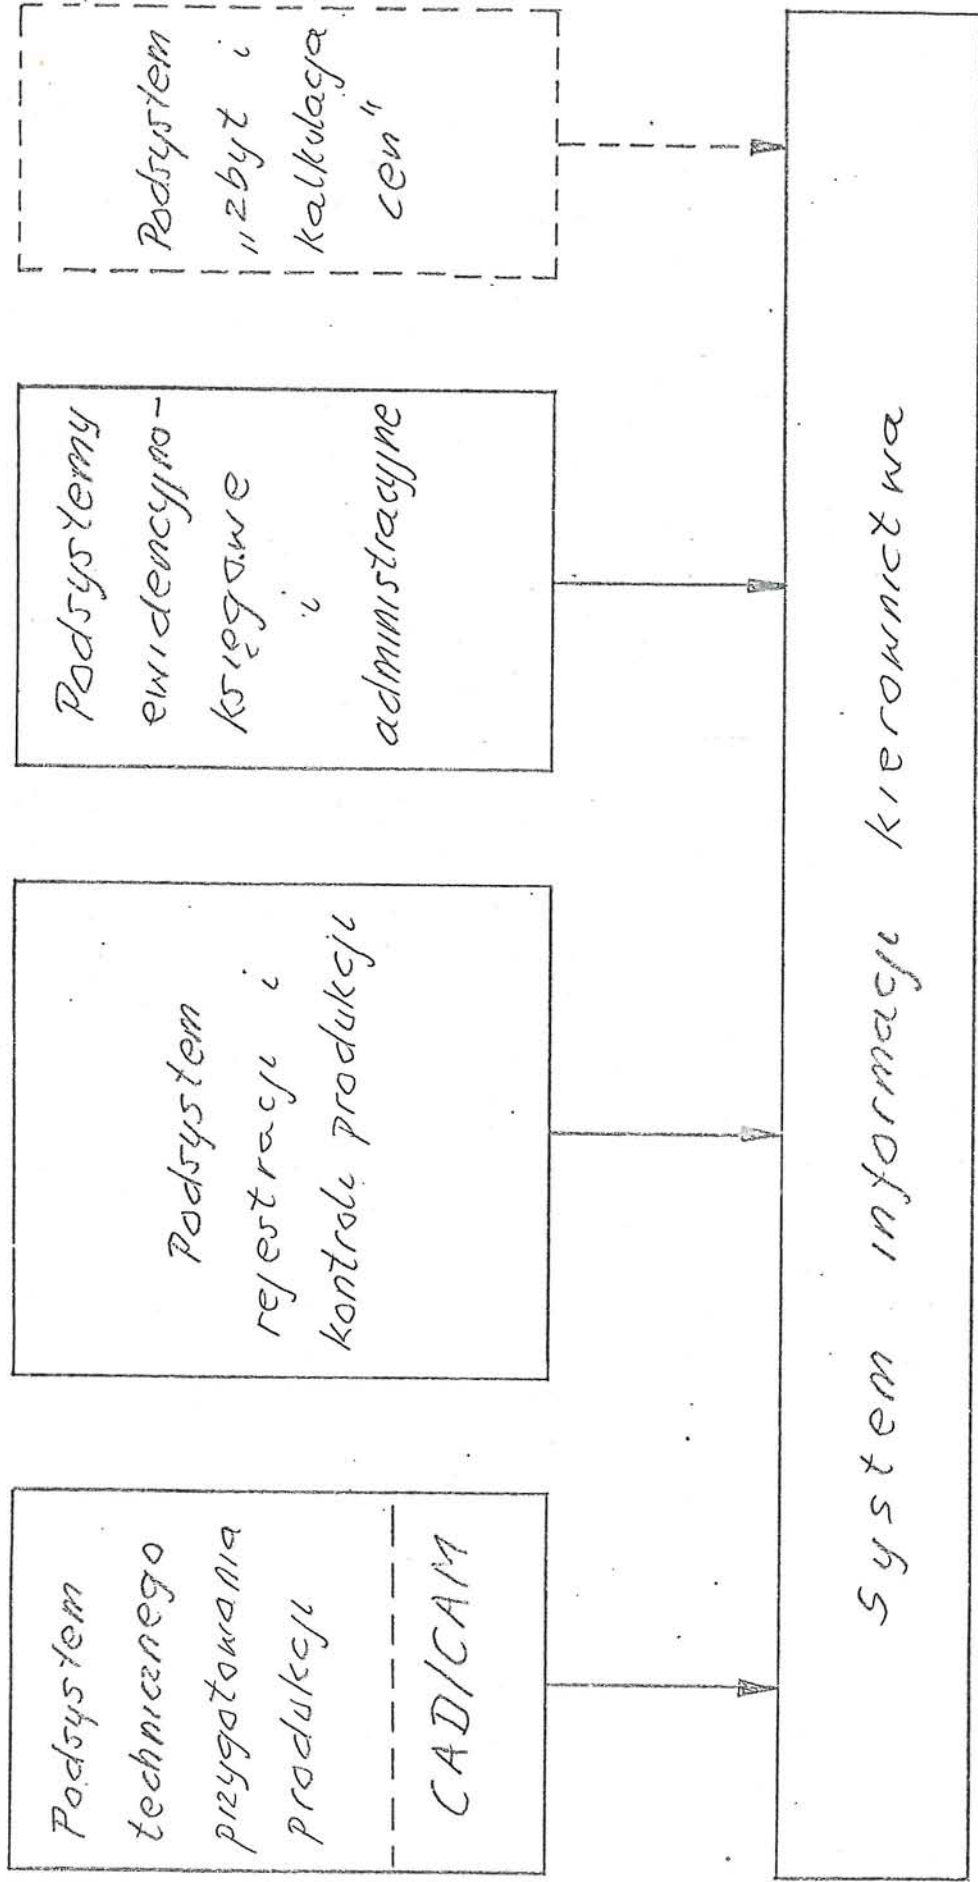 Podsystem
technicznego
przygotowania
produkcji
CAD/CAM
Podsystem
rejestracji i
kontroli produkcji
Podsystemy
ewidencyjno-
księgowe
i
administracyjne
Podsystem
"zbyt i
kalkulacja
cen"
System informacji kierownictwa